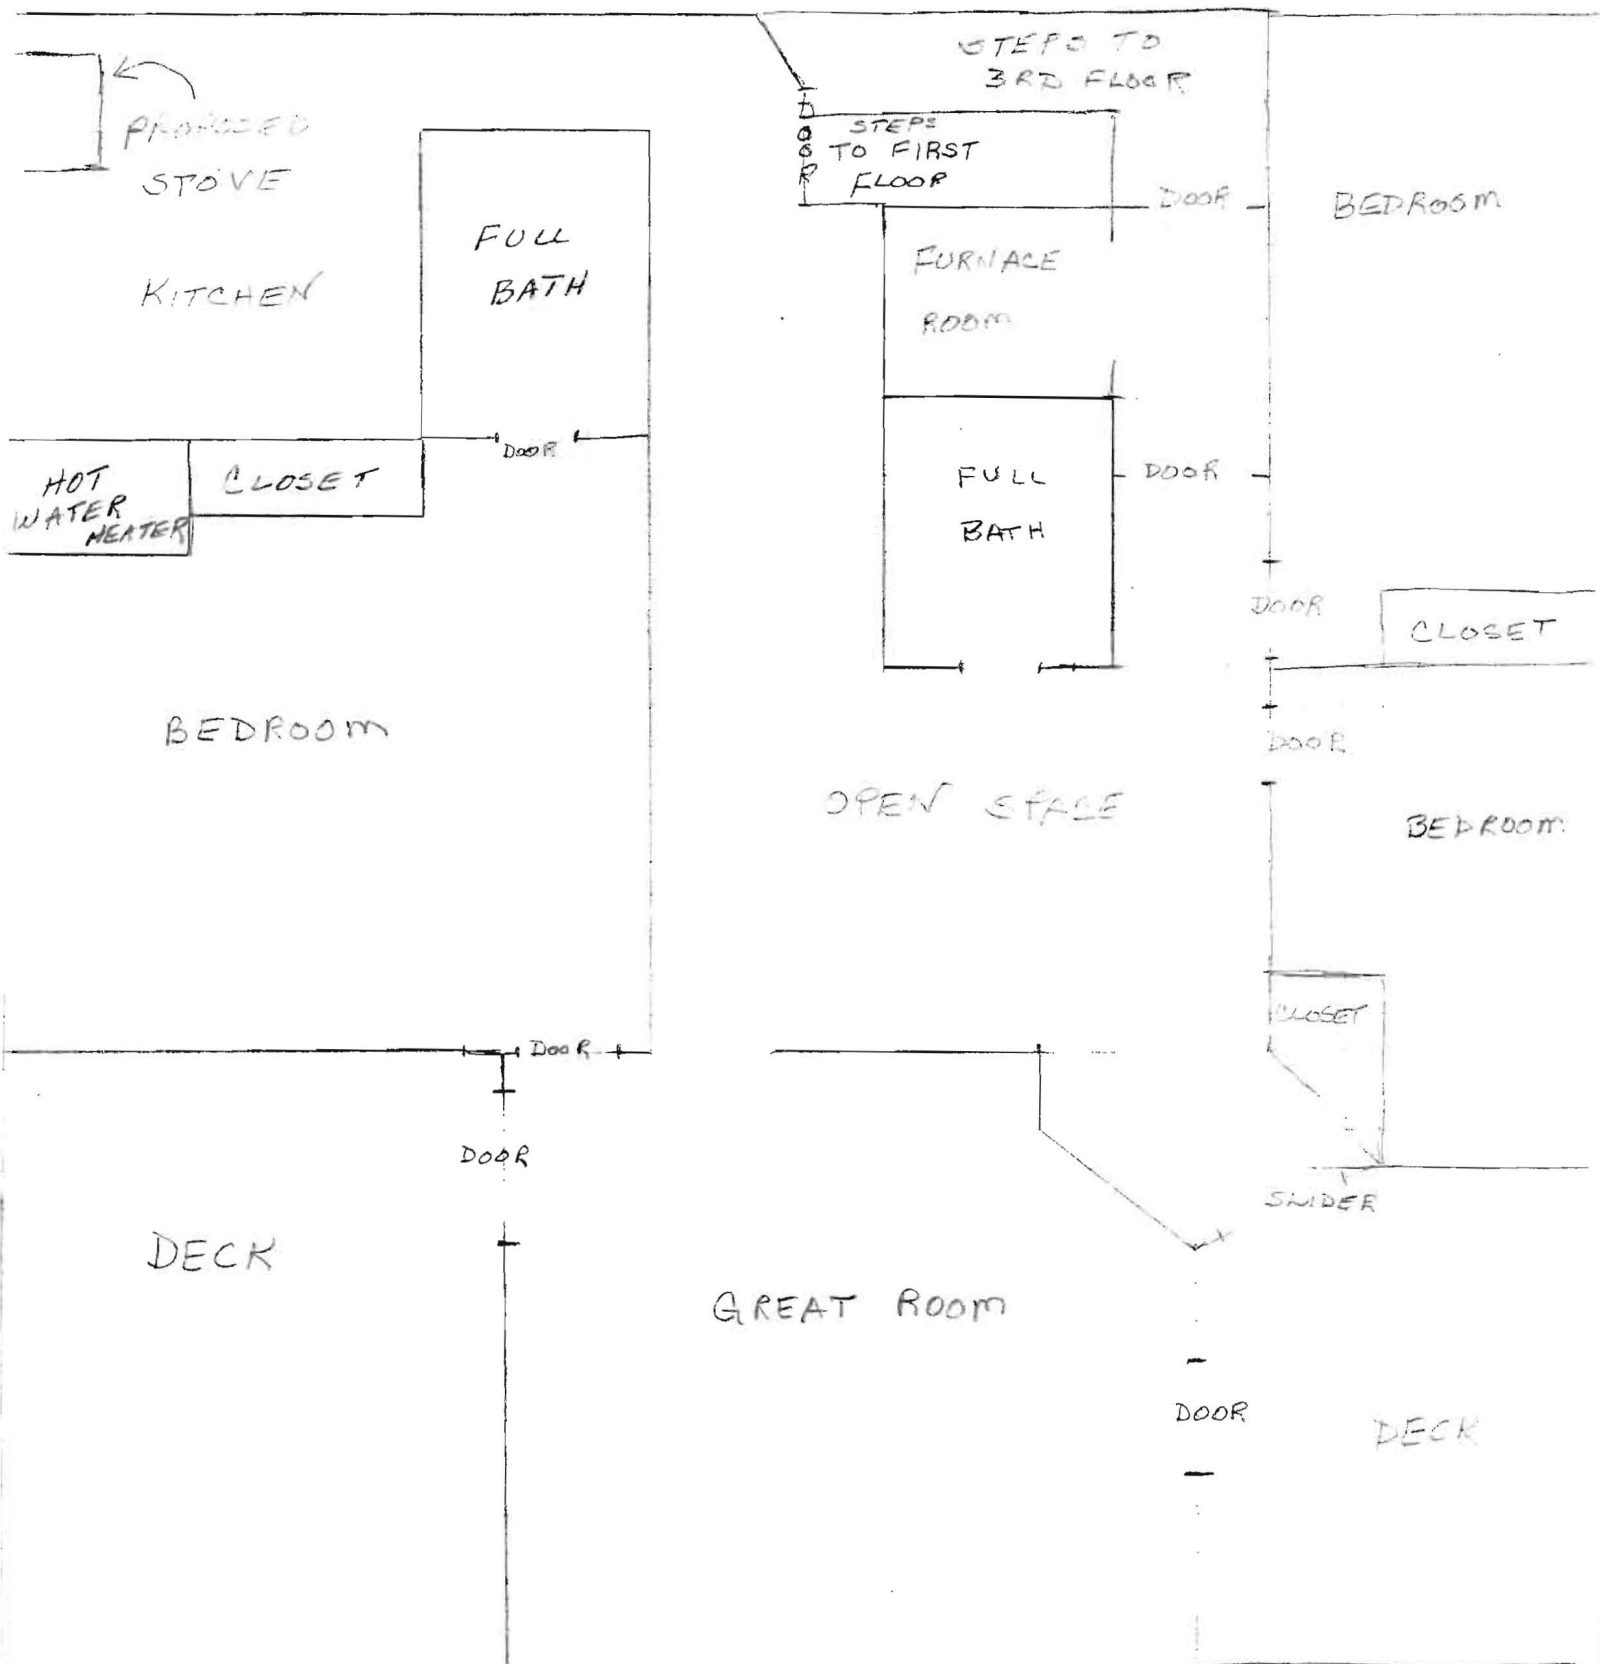 STEPS TO
3RD FLOOR
PROPOSED
STOVE
DOOR
STEPS
TO FIRST
FLOOR
DOOR
BEDROOM
FULL
BATH
KITCHEN
FURNACE
ROOM
DOOR
HOT
WATER
HEATER
CLOSET
FULL
BATH
DOOR
DOOR
CLOSET
BEDROOM
DOOR
OPEN SPACE
BEDROOM
CLOSET
DOOR
DOOR
SLIDER
DECK
GREAT ROOM
DOOR
DECK